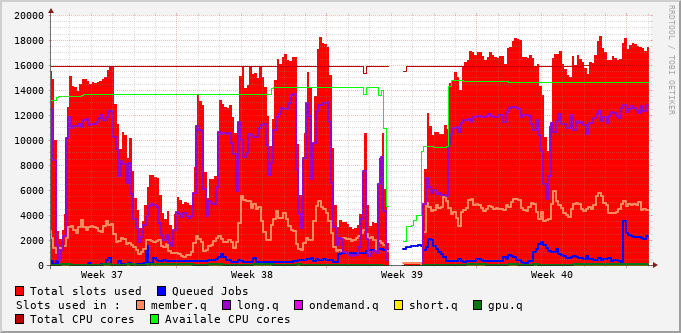 20000
18000
16000
14000
12000
10000
8000
6000
4000
2000
0
Week 37 Week 38 Week 39 Week 40
RRDTOOL / TOBI OETIKER
Total slots used Queued Jobs
Slots used in : member.q long.q ondemand.q short.q gpu.q
Total CPU cores Availale CPU cores